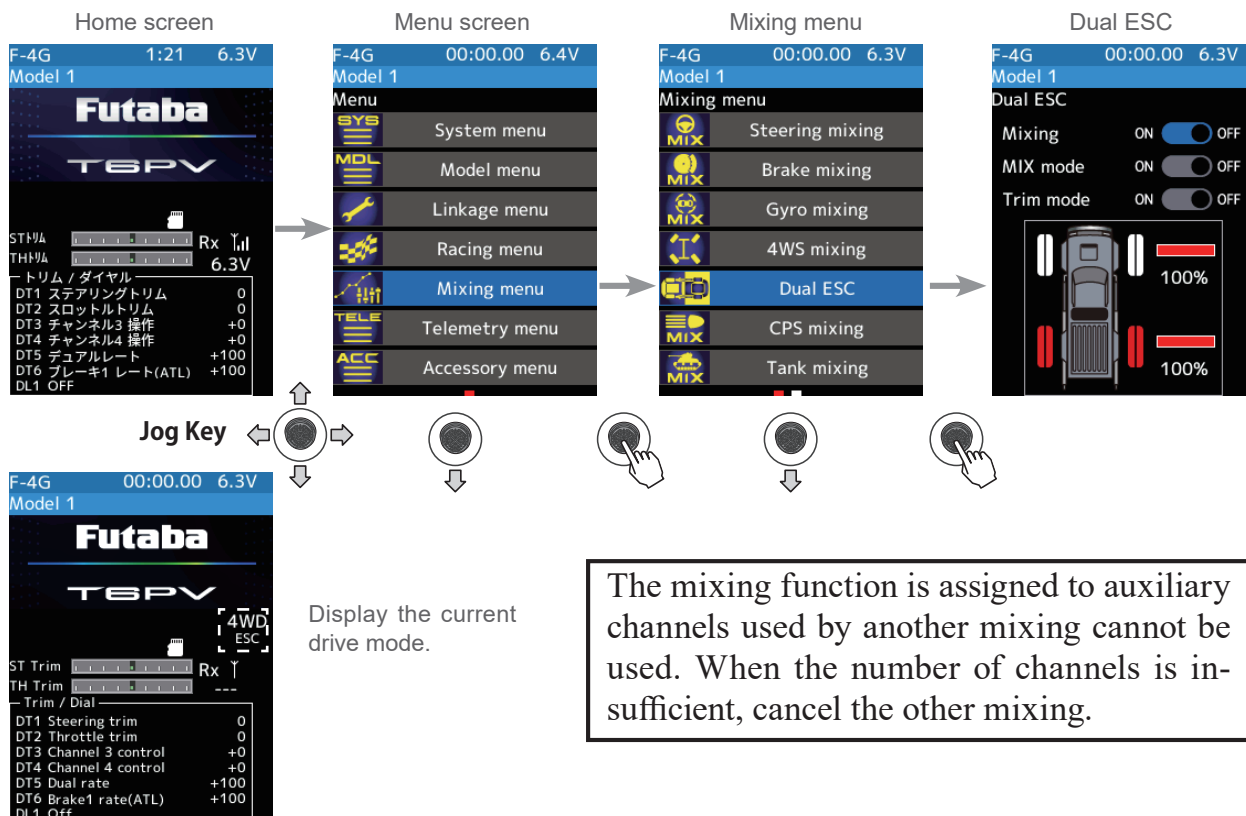 Home screen
F-4G 1:21 6.3V
Model 1
Futaba
T6PV
STトリム Rx
THトリム 6.3V
トリム / ダイヤル
DT1 ステアリングトリム 0
DT2 スロットルトリム 0
DT3 チャンネル3 操作 +0
DT4 チャンネル4 操作 +0
DT5 デュアルレート +100
DT6 ブレーキ1 レート(ATL) +100
DL1 OFF
Menu screen
F-4G 00:00.00 6.4V
Model 1
Menu
SYS System menu
MDL Model menu
Linkage menu
Racing menu
Mixing menu
TELE Telemetry menu
ACC Accessory menu
Mixing menu
F-4G 00:00.00 6.3V
Model 1
Mixing menu
MIX Steering mixing
MIX Brake mixing
MIX Gyro mixing
4WS mixing
Dual ESC
MIX CPS mixing
MIX Tank mixing
Dual ESC
F-4G 00:00.00 6.3V
Model 1
Dual ESC
Mixing ON OFF
MIX mode ON OFF
Trim mode ON OFF
100%
100%
Jog Key
F-4G 00:00.00 6.3V
Model 1
Futaba
T6PV
4WD
ESC
ST Trim Rx
TH Trim ---
Trim / Dial
DT1 Steering trim 0
DT2 Throttle trim 0
DT3 Channel 3 control +0
DT4 Channel 4 control +0
DT5 Dual rate +100
DT6 Brake1 rate(ATL) +100
DL1 Off
Display the current
drive mode.
The mixing function is assigned to auxiliary
channels used by another mixing cannot be
used. When the number of channels is in-
sufficient, cancel the other mixing.